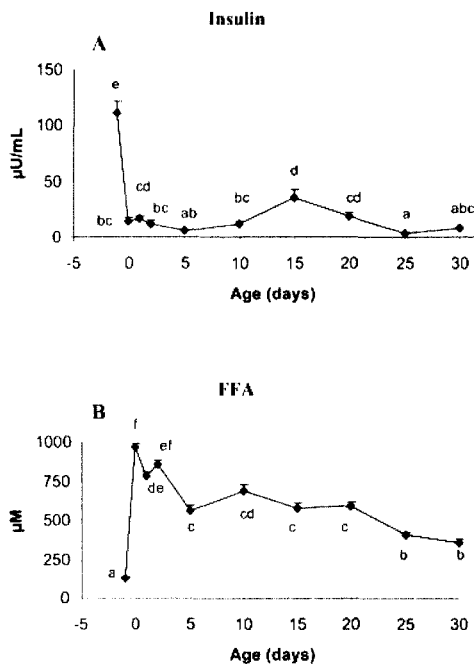 Insulin
A
150
e
100
µU/mL
d
50
cd
bc
bc
ab
bc
cd
a
abc
0
-5 0 5 10 15 20 25 30
Age (days)
FFA
B
f
1000
ef
750
de
µM
500
c
cd
c
c
250
b
b
a
0
-5 0 5 10 15 20 25 30
Age (days)